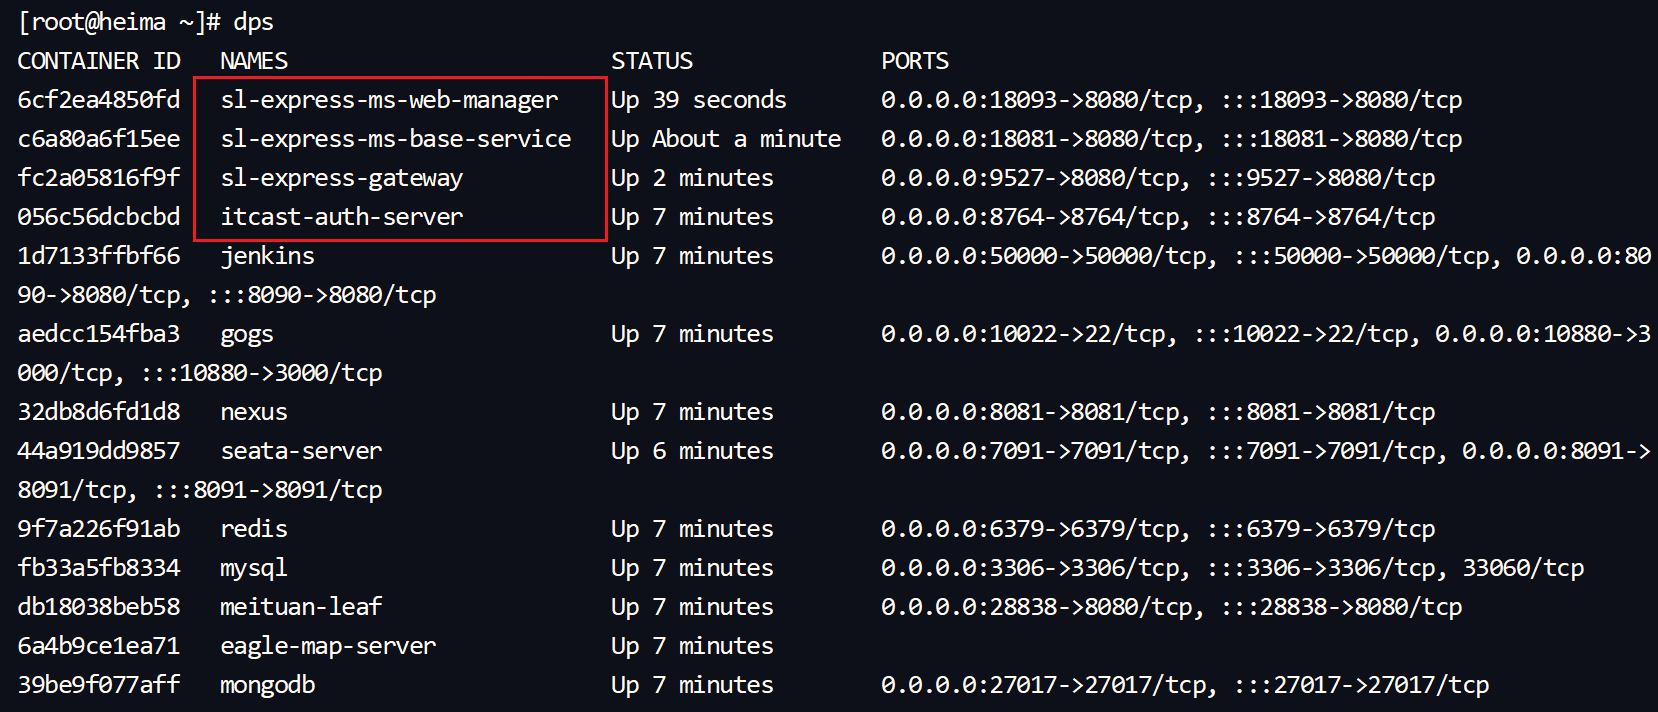 [root@heima ~]# dps
CONTAINER ID   NAMES                        STATUS              PORTS
6cf2ea4850fd   sl-express-ms-web-manager    Up 39 seconds       0.0.0.0:18093->8080/tcp, :::18093->8080/tcp
c6a80a6f15ee   sl-express-ms-base-service   Up About a minute   0.0.0.0:18081->8080/tcp, :::18081->8080/tcp
fc2a05816f9f   sl-express-gateway           Up 2 minutes        0.0.0.0:9527->8080/tcp, :::9527->8080/tcp
056c56dcbcbd   itcast-auth-server           Up 7 minutes        0.0.0.0:8764->8764/tcp, :::8764->8764/tcp
1d7133ffbf66   jenkins                      Up 7 minutes        0.0.0.0:50000->50000/tcp, :::50000->50000/tcp, 0.0.0.0:80
90->8080/tcp, :::8090->8080/tcp
aedcc154fba3   gogs                         Up 7 minutes        0.0.0.0:10022->22/tcp, :::10022->22/tcp, 0.0.0.0:10880->3
000/tcp, :::10880->3000/tcp
32db8d6fd1d8   nexus                        Up 7 minutes        0.0.0.0:8081->8081/tcp, :::8081->8081/tcp
44a919dd9857   seata-server                 Up 6 minutes        0.0.0.0:7091->7091/tcp, :::7091->7091/tcp, 0.0.0.0:8091->
8091/tcp, :::8091->8091/tcp
9f7a226f91ab   redis                        Up 7 minutes        0.0.0.0:6379->6379/tcp, :::6379->6379/tcp
fb33a5fb8334   mysql                        Up 7 minutes        0.0.0.0:3306->3306/tcp, :::3306->3306/tcp, 33060/tcp
db18038beb58   meituan-leaf                 Up 7 minutes        0.0.0.0:28838->8080/tcp, :::28838->8080/tcp
6a4b9ce1ea71   eagle-map-server             Up 7 minutes
39be9f077aff   mongodb                      Up 7 minutes        0.0.0.0:27017->27017/tcp, :::27017->27017/tcp